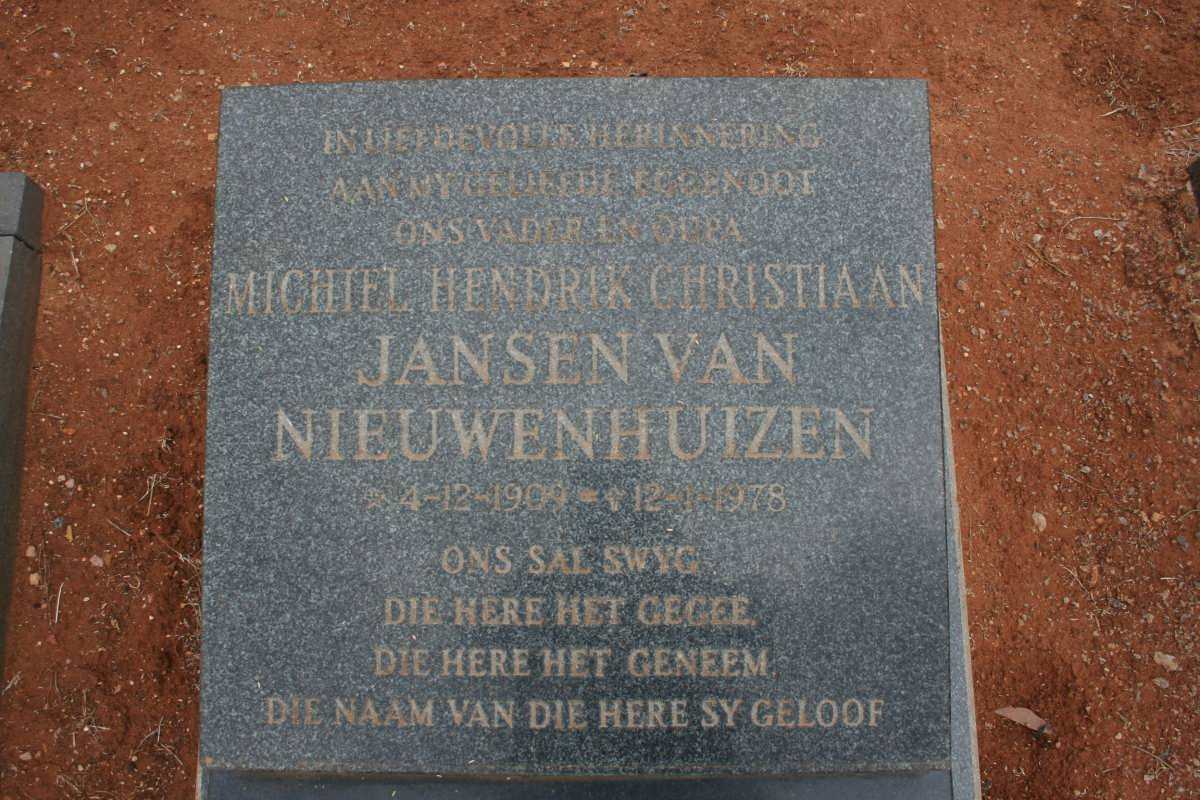 IN LIEFDEVOLLE HERINNERING
AAN MY GELIEFDE EGGENOOT
ONS VADER EN OUPA
MICHIEL HENDRIK CHRISTIAAN
JANSEN VAN
NIEUWENHUIZEN
4-12-1909 = † 12-1-1978
ONS SAL SWYG
DIE HERE HET GEGEE,
DIE HERE HET GENEEM,
DIE NAAM VAN DIE HERE SY GELOOF